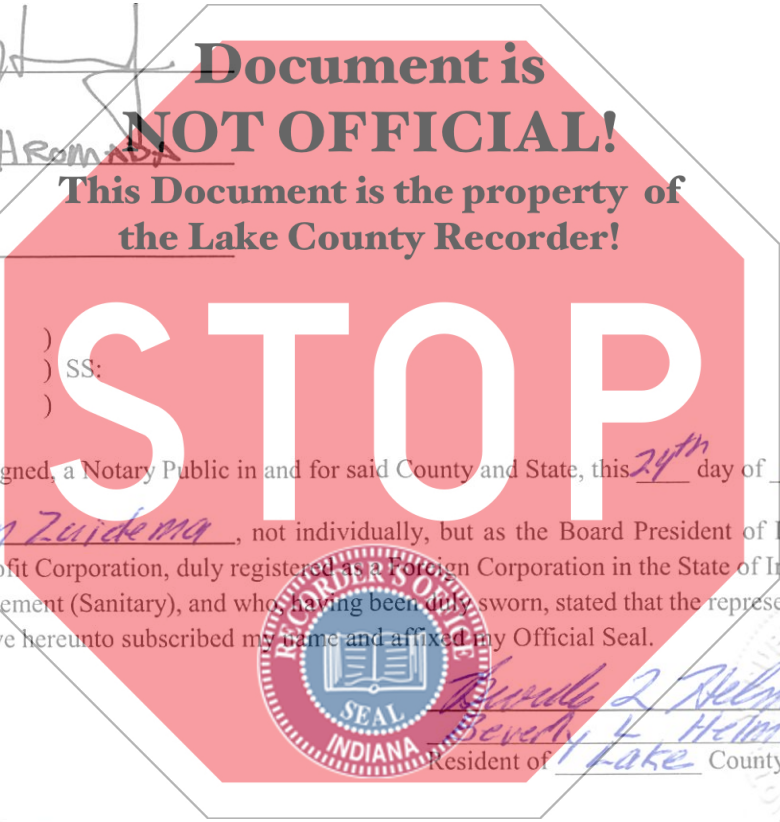 Document is
NOT OFFICIAL!
HROMADA
This Document is the property of
the Lake County Recorder!
)
) SS:
)
STOP
gned, a Notary Public in and for said County and State, this 24th day of
Zuidema, not individually, but as the Board President of
fit Corporation, duly registered as a Foreign Corporation in the State of In
ement (Sanitary), and who, having been duly sworn, stated that the represe
ve hereunto subscribed my name and affixed my Official Seal.
RECORDER'S OFFICE
SEAL
INDIANA
Beverly L Helm
Resident of Lake County